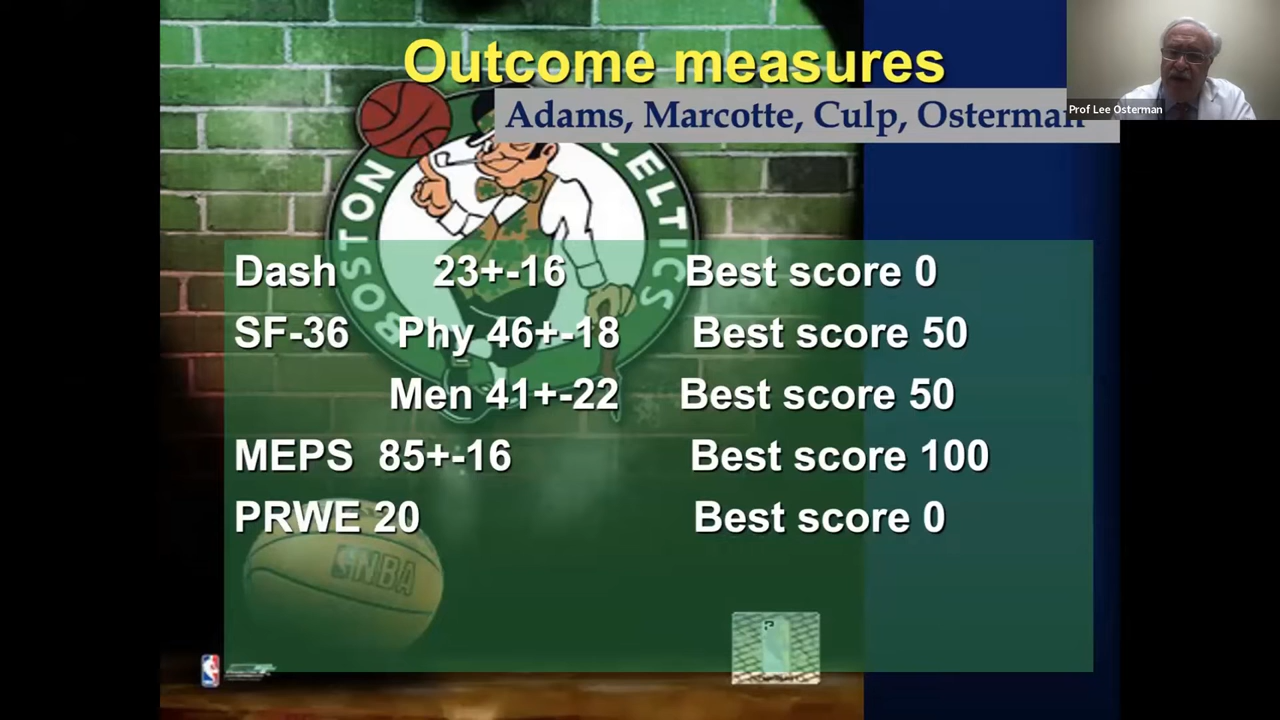 Outcome measures
Adams, Marcotte, Culp, Osterman
Prof Lee Osterman
BOSTON CELTICS
Dash 23+-16 Best score 0
SF-36 Phy 46+-18 Best score 50
Men 41+-22 Best score 50
MEPS 85+-16 Best score 100
PRWE 20 Best score 0
NBA